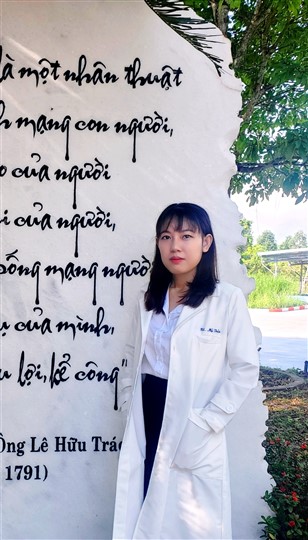 là một nhân thuật
mạng con người,
của người
của người
sống mạng ngườ
của mình,
lợi, kể công"
Ông Lê Hữu Trác
1791)